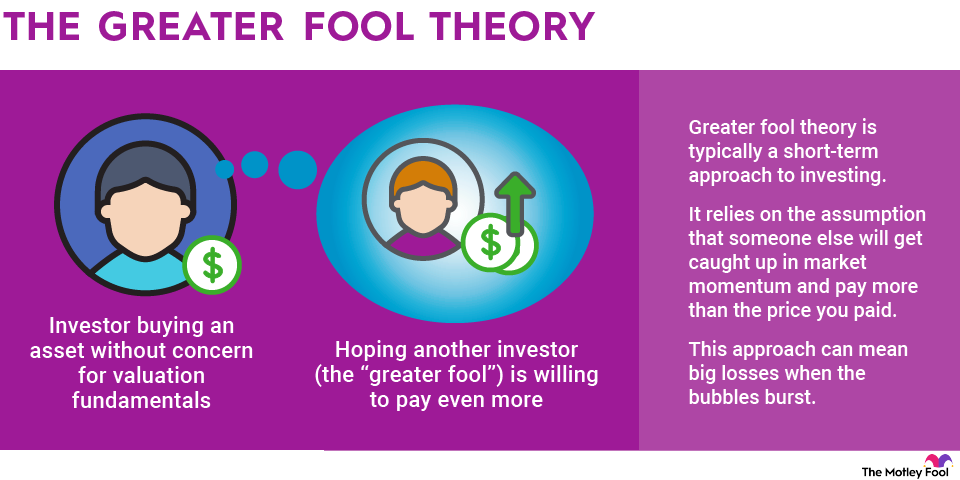 THE GREATER FOOL THEORY
$
Investor buying an
asset without concern
for valuation
fundamentals
$
Hoping another investor
(the “greater fool”) is willing
to pay even more
Greater fool theory is
typically a short-term
approach to investing.
It relies on the assumption
that someone else will get
caught up in market
momentum and pay more
than the price you paid.
This approach can mean
big losses when the
bubbles burst.
The Motley Fool